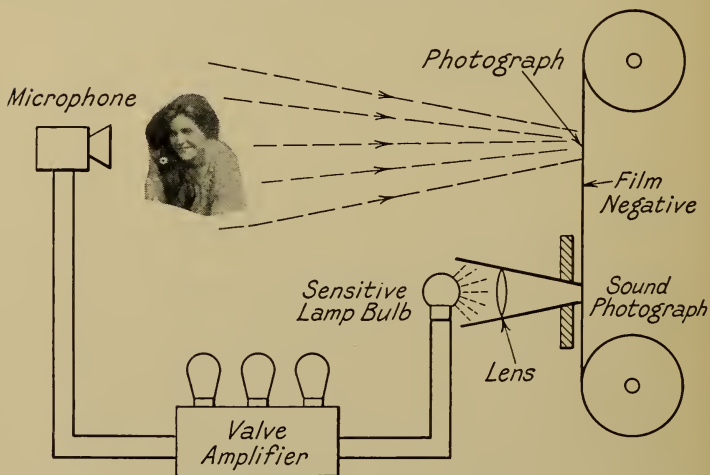 Photograph
Microphone
Film
Negative
Sensitive
Lamp Bulb
Sound
Photograph
Lens
Valve
Amplifier